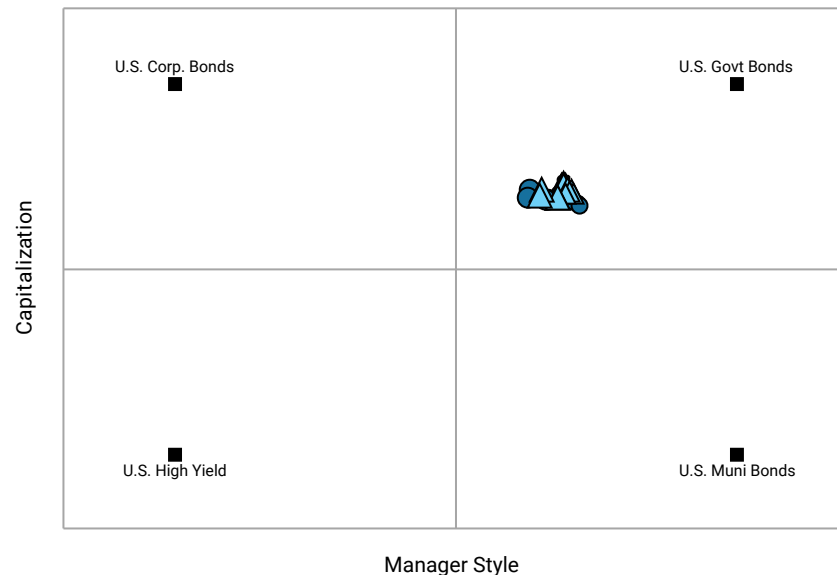 U.S. Corp. Bonds
U.S. Govt Bonds
Capitalization
U.S. High Yield
U.S. Muni Bonds
Manager Style